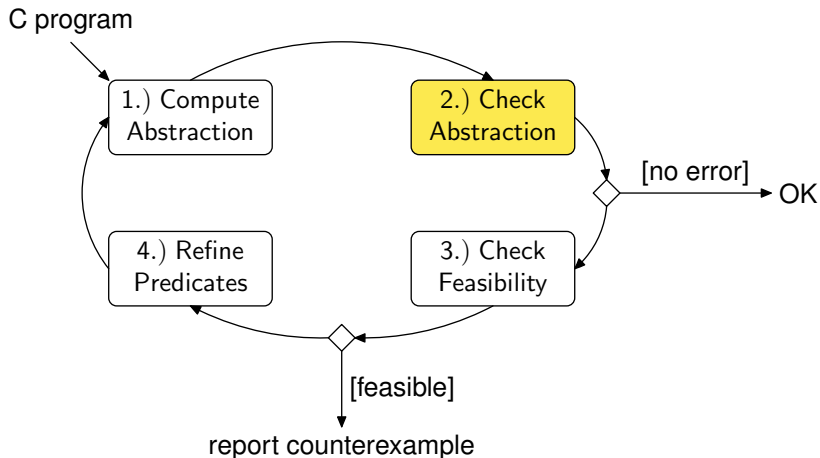 C program
1.) Compute
Abstraction
2.) Check
Abstraction
[no error]
OK
4.) Refine
Predicates
3.) Check
Feasibility
[feasible]
report counterexample